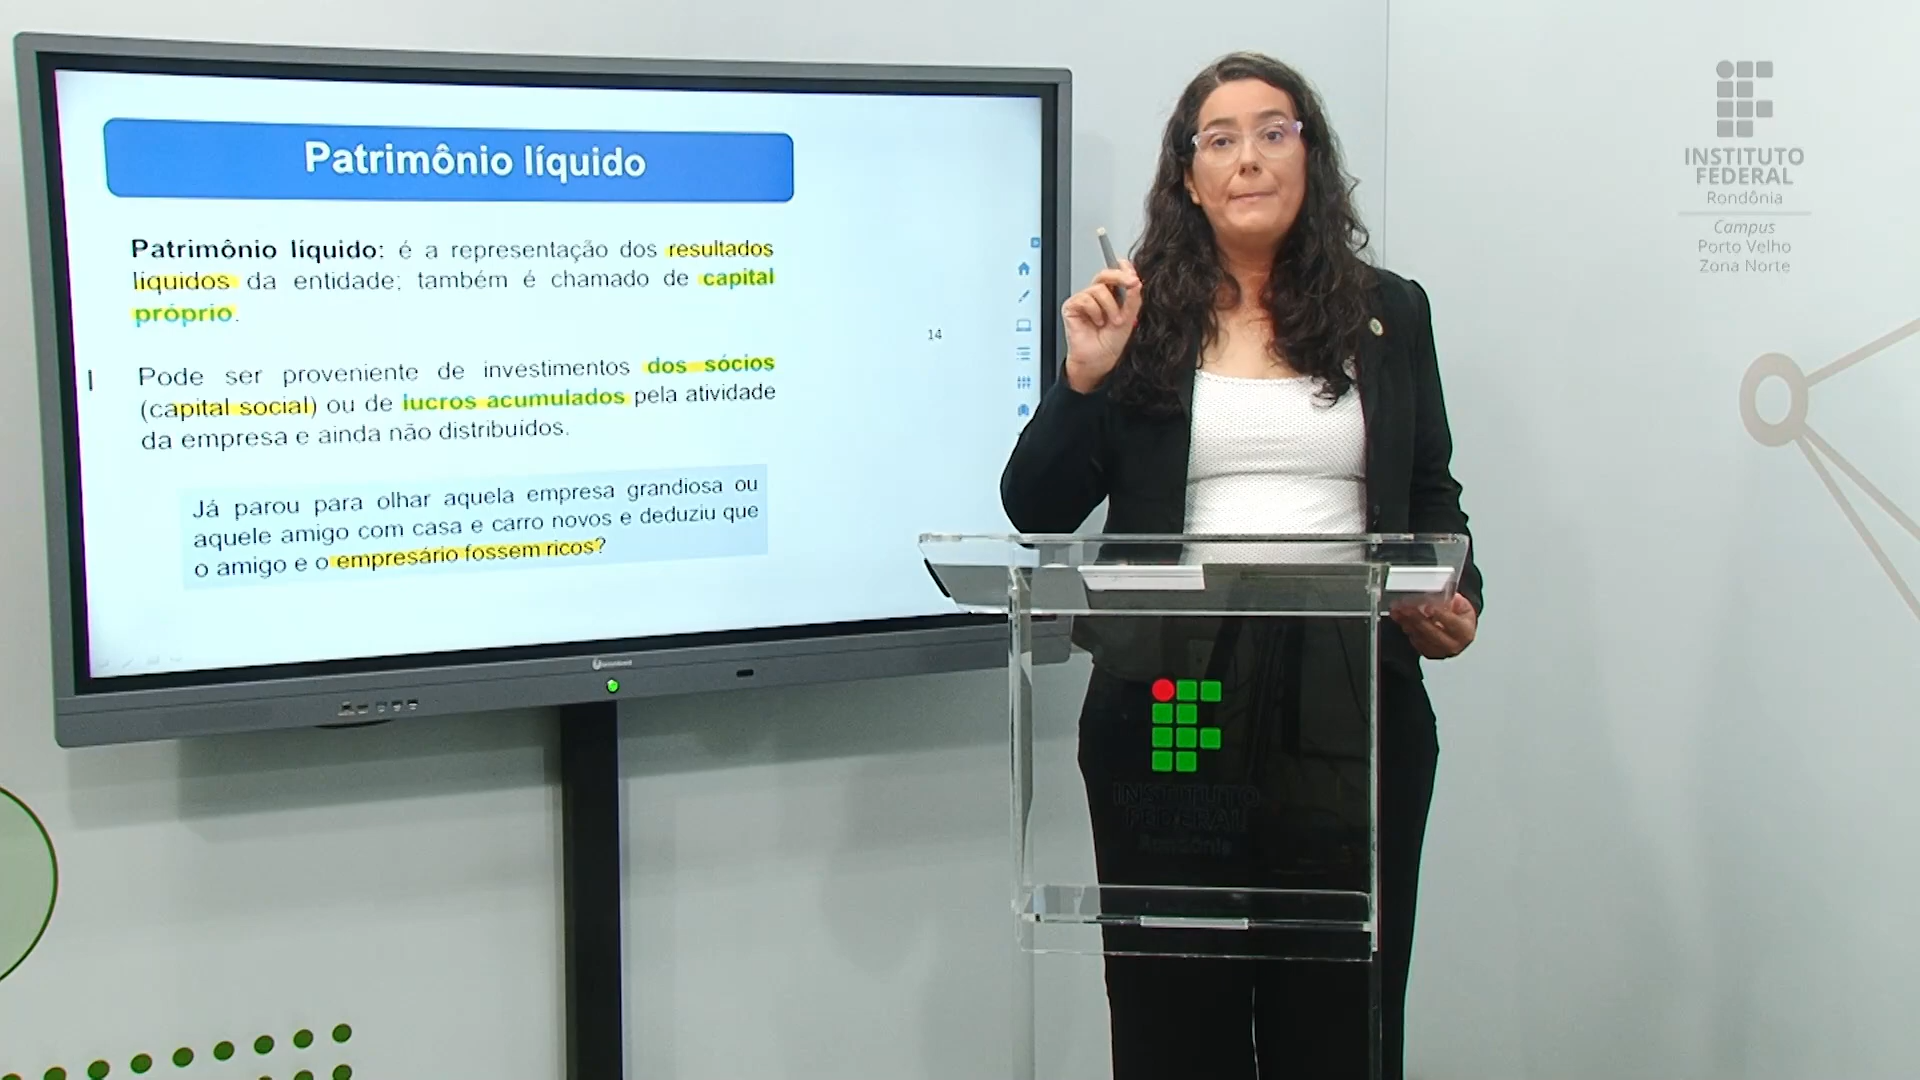 Patrimônio líquido
Patrimônio líquido: é a representação dos resultados
líquidos da entidade; também é chamado de capital
próprio.
Pode ser proveniente de investimentos dos sócios
(capital social) ou de lucros acumulados pela atividade
da empresa e ainda não distribuídos.
Já parou para olhar aquela empresa grandiosa ou
aquele amigo com casa e carro novos e deduziu que
o amigo e o empresário fossem ricos?
14
INSTITUTO
FEDERAL
Rondônia
Campus
Porto Velho
Zona Norte
INSTITUTO
FEDERAL
Rondônia